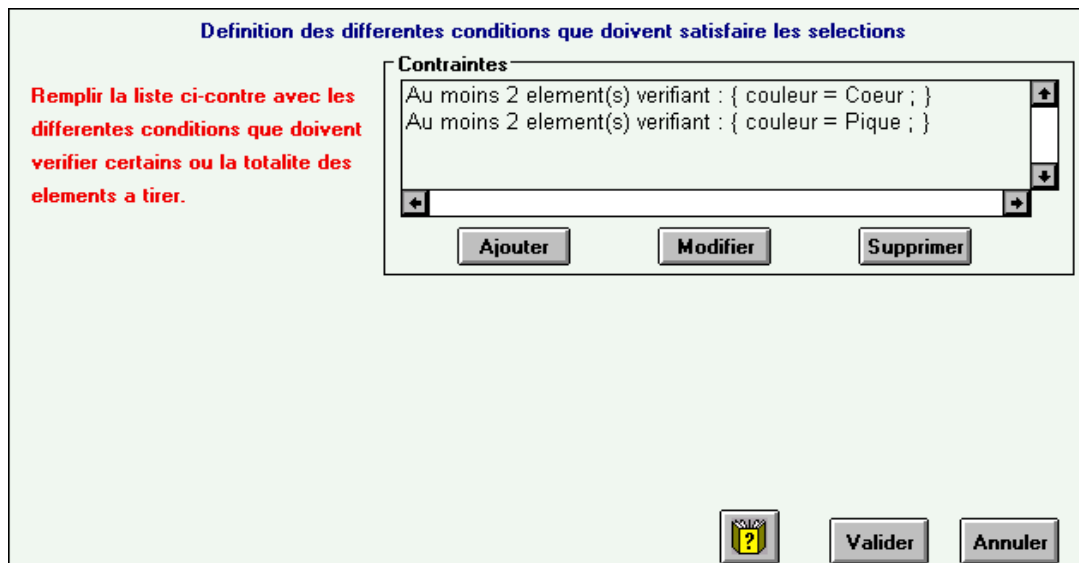 Definition des differentes conditions que doivent satisfaire les selections
Remplir la liste ci-contre avec les
differentes conditions que doivent
verifier certains ou la totalite des
elements a tirer.
Contraintes
Au moins 2 element(s) verifiant : { couleur = Coeur ; }
Au moins 2 element(s) verifiant : { couleur = Pique ; }
Ajouter
Modifier
Supprimer
?
Valider
Annuler